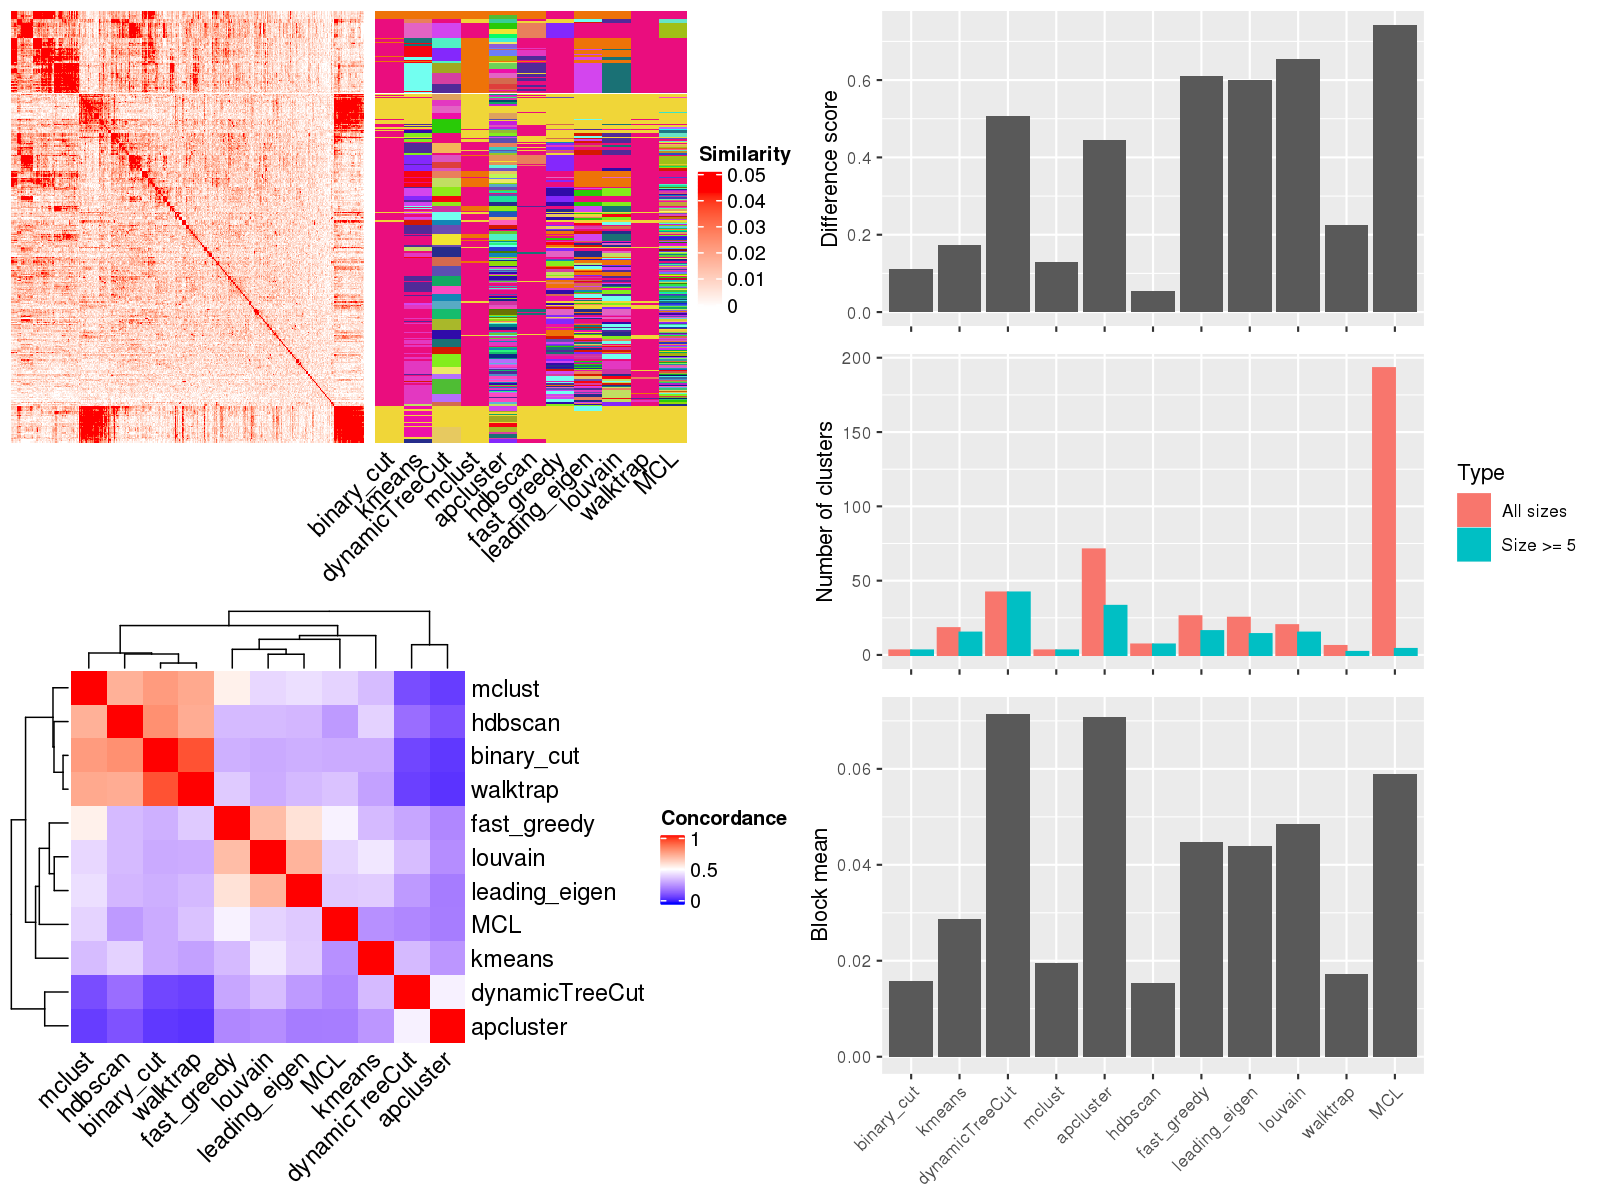 Similarity
0.05
0.04
0.03
0.02
0.01
0
binary_cut
kmeans
dynamicTreeCut
mclust
apcluster
hdbscan
fast_greedy
leading_eigen
louvain
walktrap
MCL
mclust
hdbscan
binary_cut
walktrap
fast_greedy
louvain
leading_eigen
MCL
kmeans
dynamicTreeCut
apcluster
mclust
hdbscan
binary_cut
walktrap
fast_greedy
louvain
leading_eigen
MCL
kmeans
dynamicTreeCut
apcluster
Concordance
1
0.5
0
Difference score
0.6
0.4
0.2
0.0
Number of clusters
200
150
100
50
0
Type
All sizes
Size >= 5
Block mean
0.06
0.04
0.02
0.00
binary_cut
kmeans
dynamicTreeCut
mclust
apcluster
hdbscan
fast_greedy
leading_eigen
louvain
walktrap
MCL